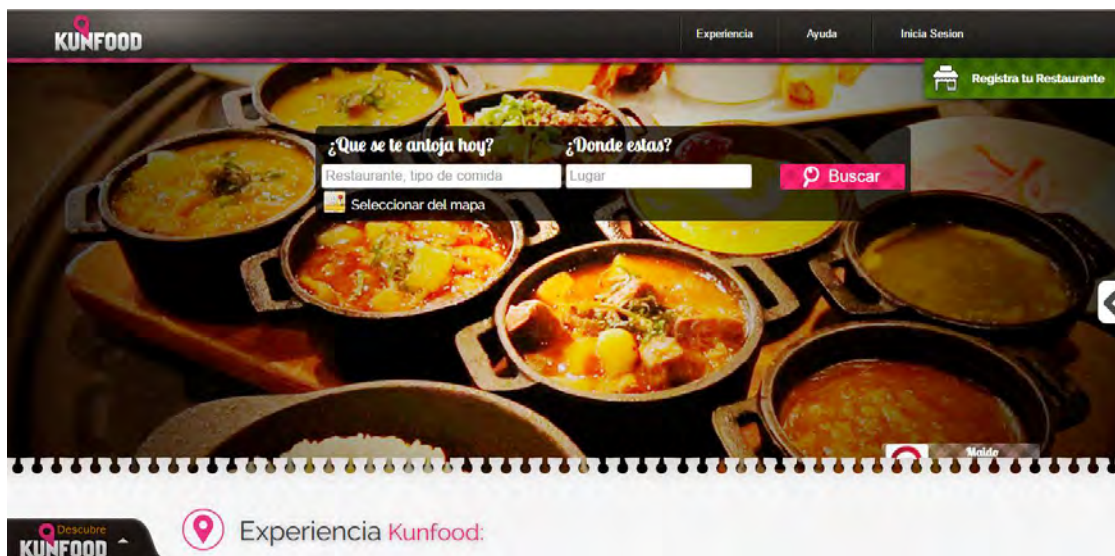 KUNFOOD
Experiencia
Ayuda
Inicia Sesion
Registra tu Restaurante
¿Que se te antoja hoy?
¿Donde estas?
Restaurante, tipo de comida
Lugar
Buscar
Seleccionar del mapa
Maido
Descubre
KUNFOOD
Experiencia Kunfood: